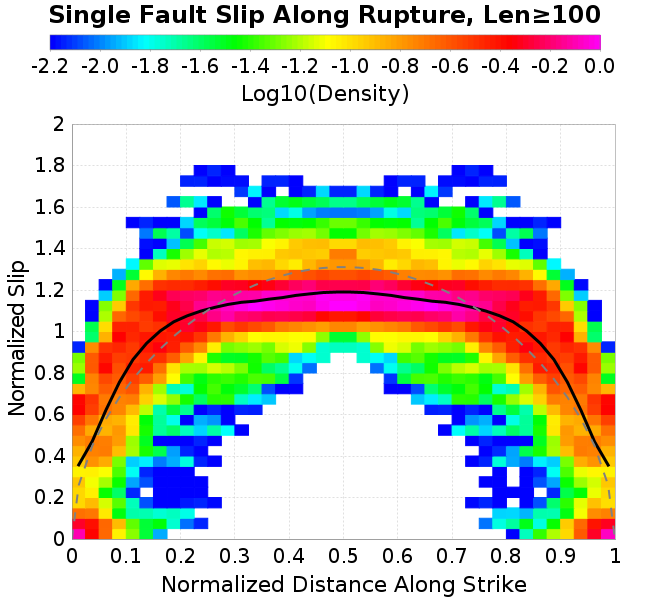 Single Fault Slip Along Rupture, Len≥100
-2.2 -2.0 -1.8 -1.6 -1.4 -1.2 -1.0 -0.8 -0.6 -0.4 -0.2 0.0
Log10(Density)
2
1.8
1.6
1.4
1.2
1
0.8
0.6
0.4
0.2
0
Normalized Slip
0 0.1 0.2 0.3 0.4 0.5 0.6 0.7 0.8 0.9 1
Normalized Distance Along Strike